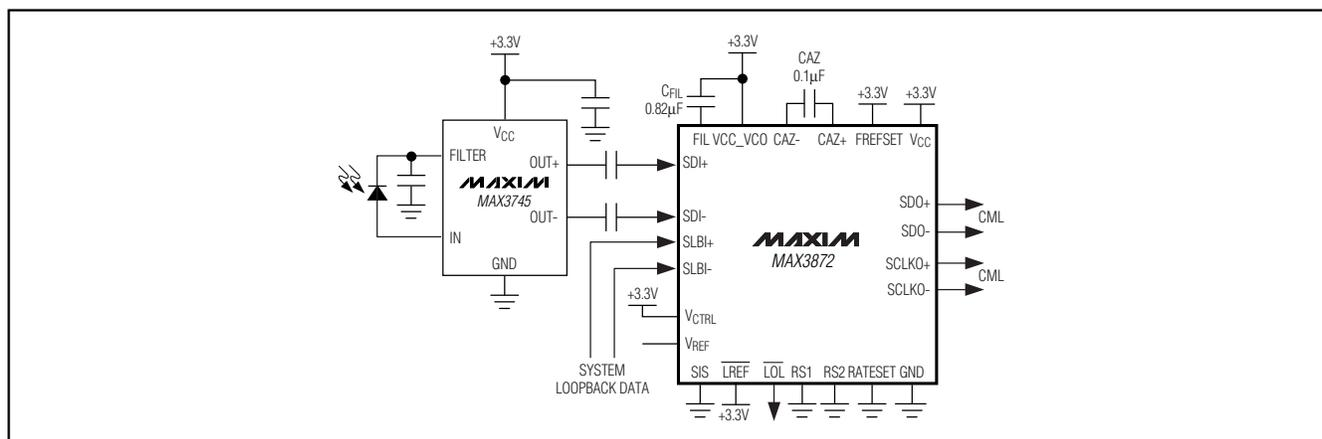 +3.3V
+3.3V
CAZ
0.1µF
CFIL
0.82µF
+3.3V
+3.3V
VCC
FIL VCC_VCO CAZ- CAZ+ FREFSET VCC
FILTER
OUT+
SDI+
MAXIM
MAX3745
OUT-
SDI-
IN
GND
SLBI+
SLBI-
MAXIM
MAX3872
SDO+
CML
SDO-
SCLKO+
CML
SCLKO-
+3.3V
VCTRL
VREF
SYSTEM
LOOPBACK DATA
SIS LREF LOL RS1 RS2 RATESET GND
+3.3V